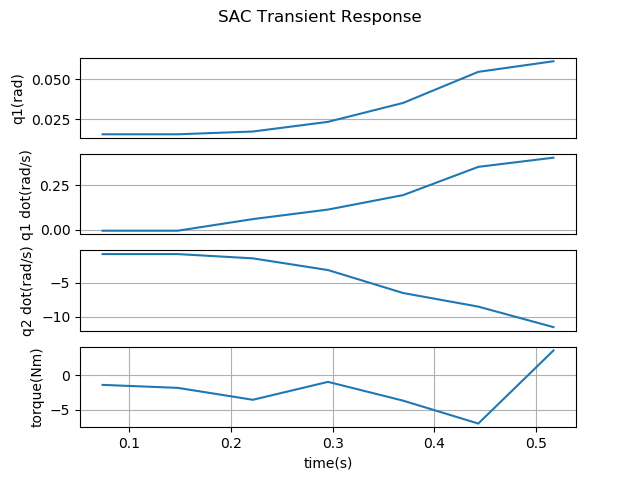 SAC Transient Response
q1(rad)
0.050
0.025
q1 dot(rad/s)
0.25
0.00
q2 dot(rad/s)
−5
−10
torque(Nm)
0
−5
0.1 0.2 0.3 0.4 0.5
time(s)